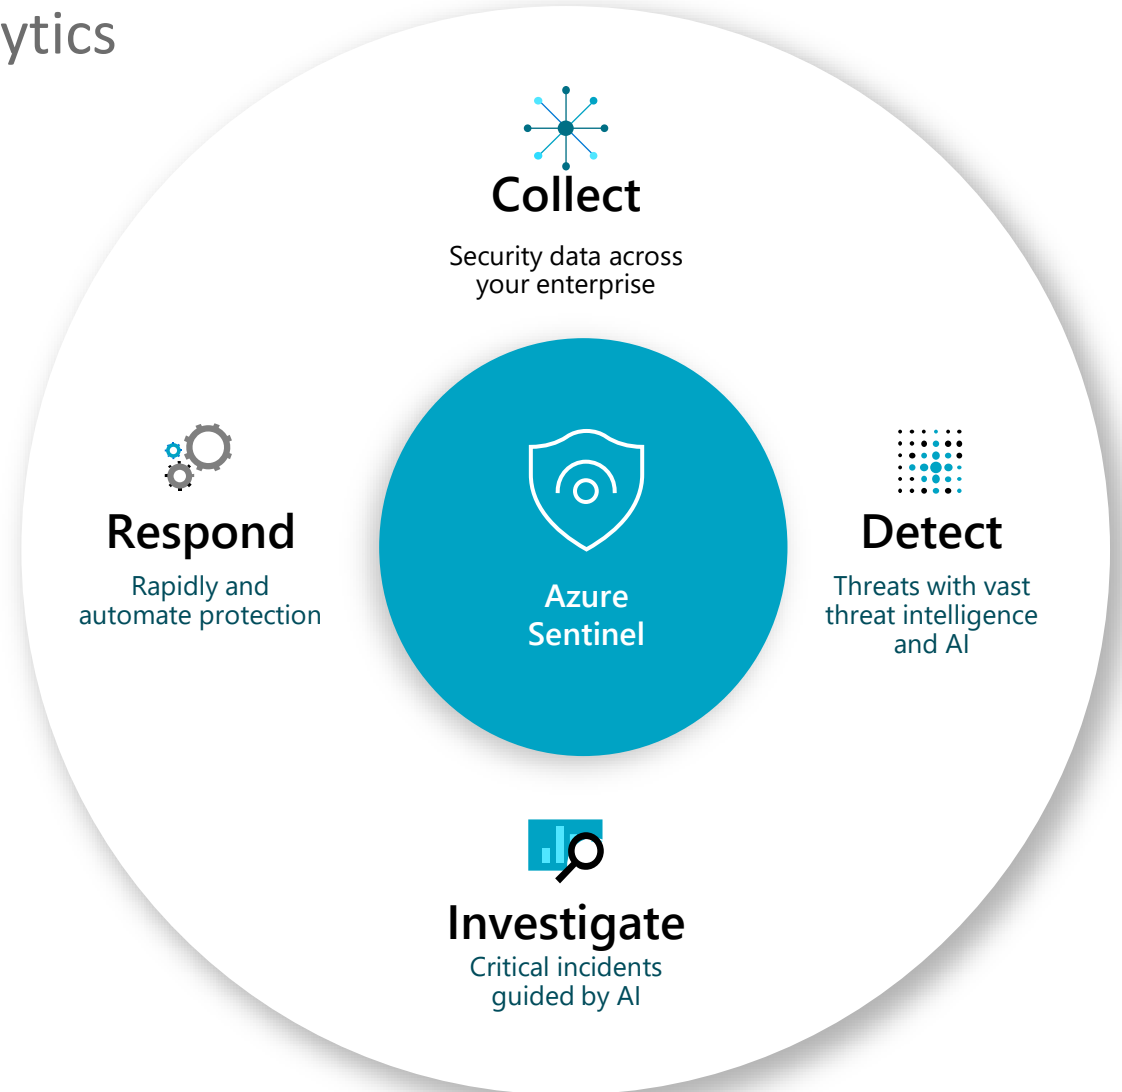 ytics
Collect
Security data across
your enterprise
Respond
Rapidly and
automate protection
Azure
Sentinel
Detect
Threats with vast
threat intelligence
and AI
Investigate
Critical incidents
guided by AI